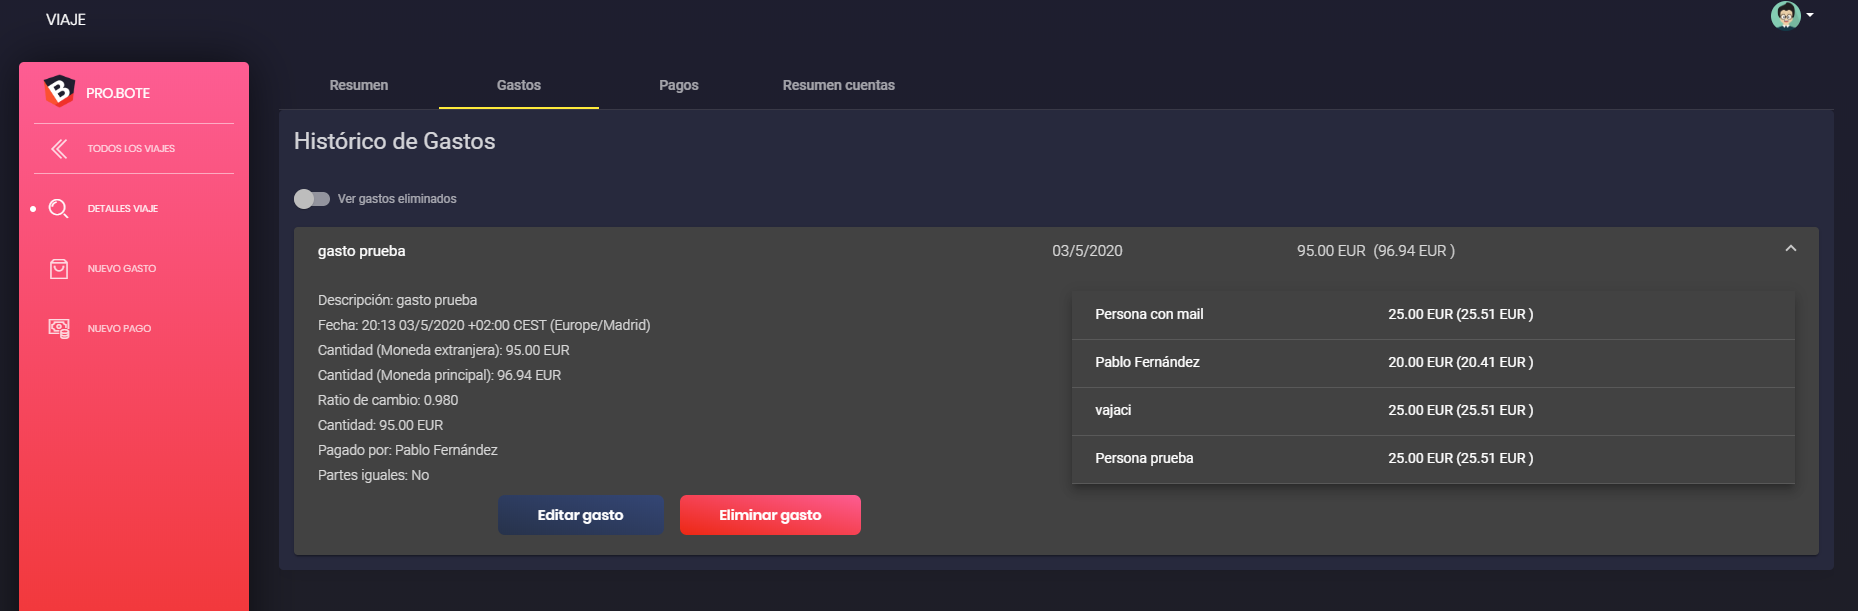 VIAJE
PRO.BOTE
TODOS LOS VIAJES
DETALLES VIAJE
NUEVO GASTO
NUEVO PAGO
Resumen Gastos Pagos Resumen cuentas
Histórico de Gastos
Ver gastos eliminados
gasto prueba 03/5/2020 95.00 EUR (96.94 EUR )
Descripción: gasto prueba
Fecha: 20:13 03/5/2020 +02:00 CEST (Europe/Madrid)
Cantidad (Moneda extranjera): 95.00 EUR
Cantidad (Moneda principal): 96.94 EUR
Ratio de cambio: 0.980
Cantidad: 95.00 EUR
Pagado por: Pablo Fernández
Partes iguales: No
Persona con mail 25.00 EUR (25.51 EUR )
Pablo Fernández 20.00 EUR (20.41 EUR )
vajaci 25.00 EUR (25.51 EUR )
Persona prueba 25.00 EUR (25.51 EUR )
Editar gasto Eliminar gasto